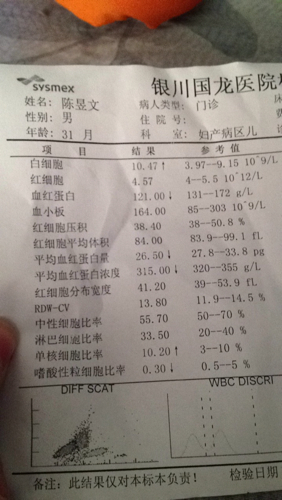 sysmex 银川国龙医院
姓名: 陈昱文 病人类型: 门诊
性别: 男 住 院 号:
年龄: 31 月 科 室: 妇产病区儿
项 目 结 果 参 考 值
白细胞 10.47↑ 3.97--9.15 10^9/L
红细胞 4.57 4--5.5 10^12/L
血红蛋白 121.00↓ 131--172 g/L
血小板 164.00 85--303 10^9/L
红细胞压积 38.40 38--50.8 %
红细胞平均体积 84.00 83.9--99.1 fL
平均血红蛋白量 26.50↓ 27.8--33.8 pg
平均血红蛋白浓度 315.00↓ 320--355 g/L
红细胞分布宽度 41.20 39--53.9 fL
RDW-CV 13.80 11.9--14.5 %
中性细胞比率 55.70 50--70 %
淋巴细胞比率 33.50 20--40 %
单核细胞比率 10.20↑ 3--10 %
嗜酸性粒细胞比率 0.30↓ 0.5--5 %
DIFF SCAT WBC DISCRI
备注: 此结果仅对本标本负责! 检验日期